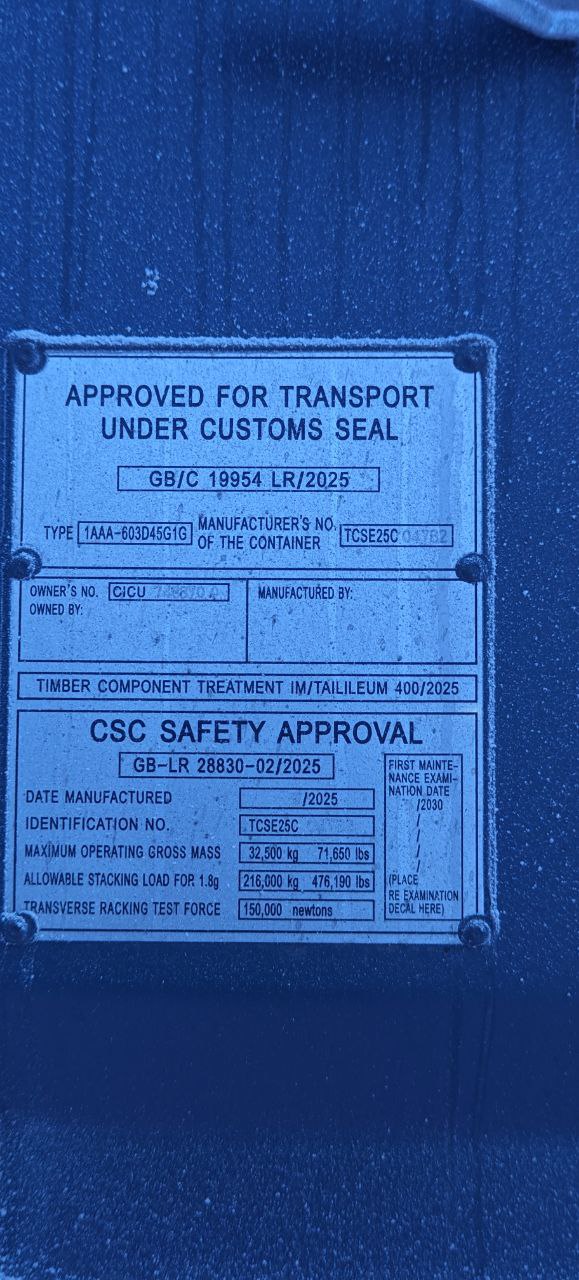 APPROVED FOR TRANSPORT
UNDER CUSTOMS SEAL
GB/C 19954 LR/2025
TYPE 1AAA-603D45G1G MANUFACTURER'S NO. OF THE CONTAINER TCSE25C
OWNER'S NO. CICU
OWNED BY:
MANUFACTURED BY:
TIMBER COMPONENT TREATMENT IM/TAILILEUM 400/2025
CSC SAFETY APPROVAL
GB-LR 28830-02/2025
DATE MANUFACTURED /2025
IDENTIFICATION NO. TCSE25C
MAXIMUM OPERATING GROSS MASS 32,500 kg 71,650 lbs
ALLOWABLE STACKING LOAD FOR 1.8g 216,000 kg 476,190 lbs
TRANSVERSE RACKING TEST FORCE 150,000 newtons
FIRST MAINTE-
NANCE EXAMI-
NATION DATE
/2030
/
/
/
/
/
(PLACE
RE EXAMINATION
DECAL HERE)